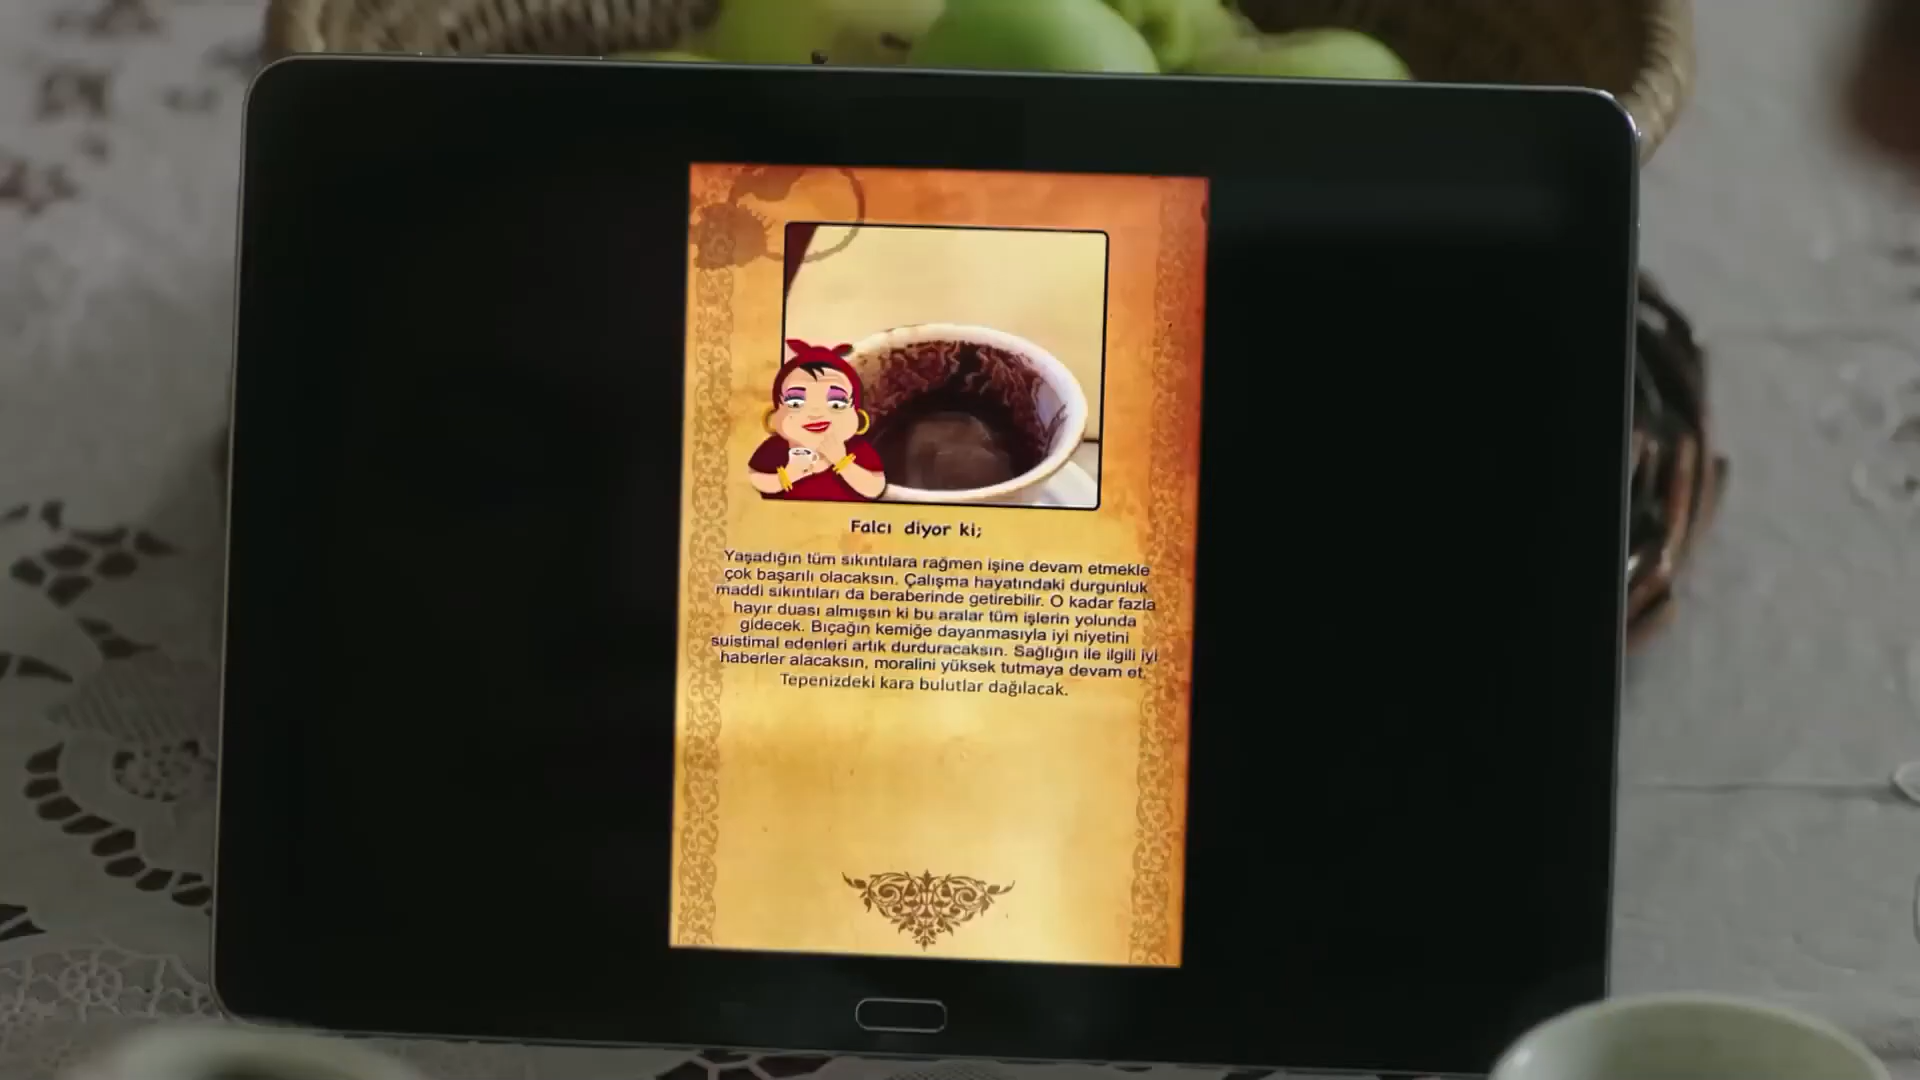 Falcı diyor ki;
Yaşadığın tüm sıkıntılara rağmen işine devam etmekle
çok başarılı olacaksın. Çalışma hayatındaki durgunluk
maddi sıkıntıları da beraberinde getirebilir. O kadar fazla
hayır duası almışsın ki bu aralar tüm işlerin yolunda
gidecek. Bıçağın kemiğe dayanmasıyla iyi niyetini
suistimal edenleri artık durduracaksın. Sağlığın ile ilgili iyi
haberler alacaksın, moralini yüksek tutmaya devam et.
Tepenizdeki kara bulutlar dağılacak.